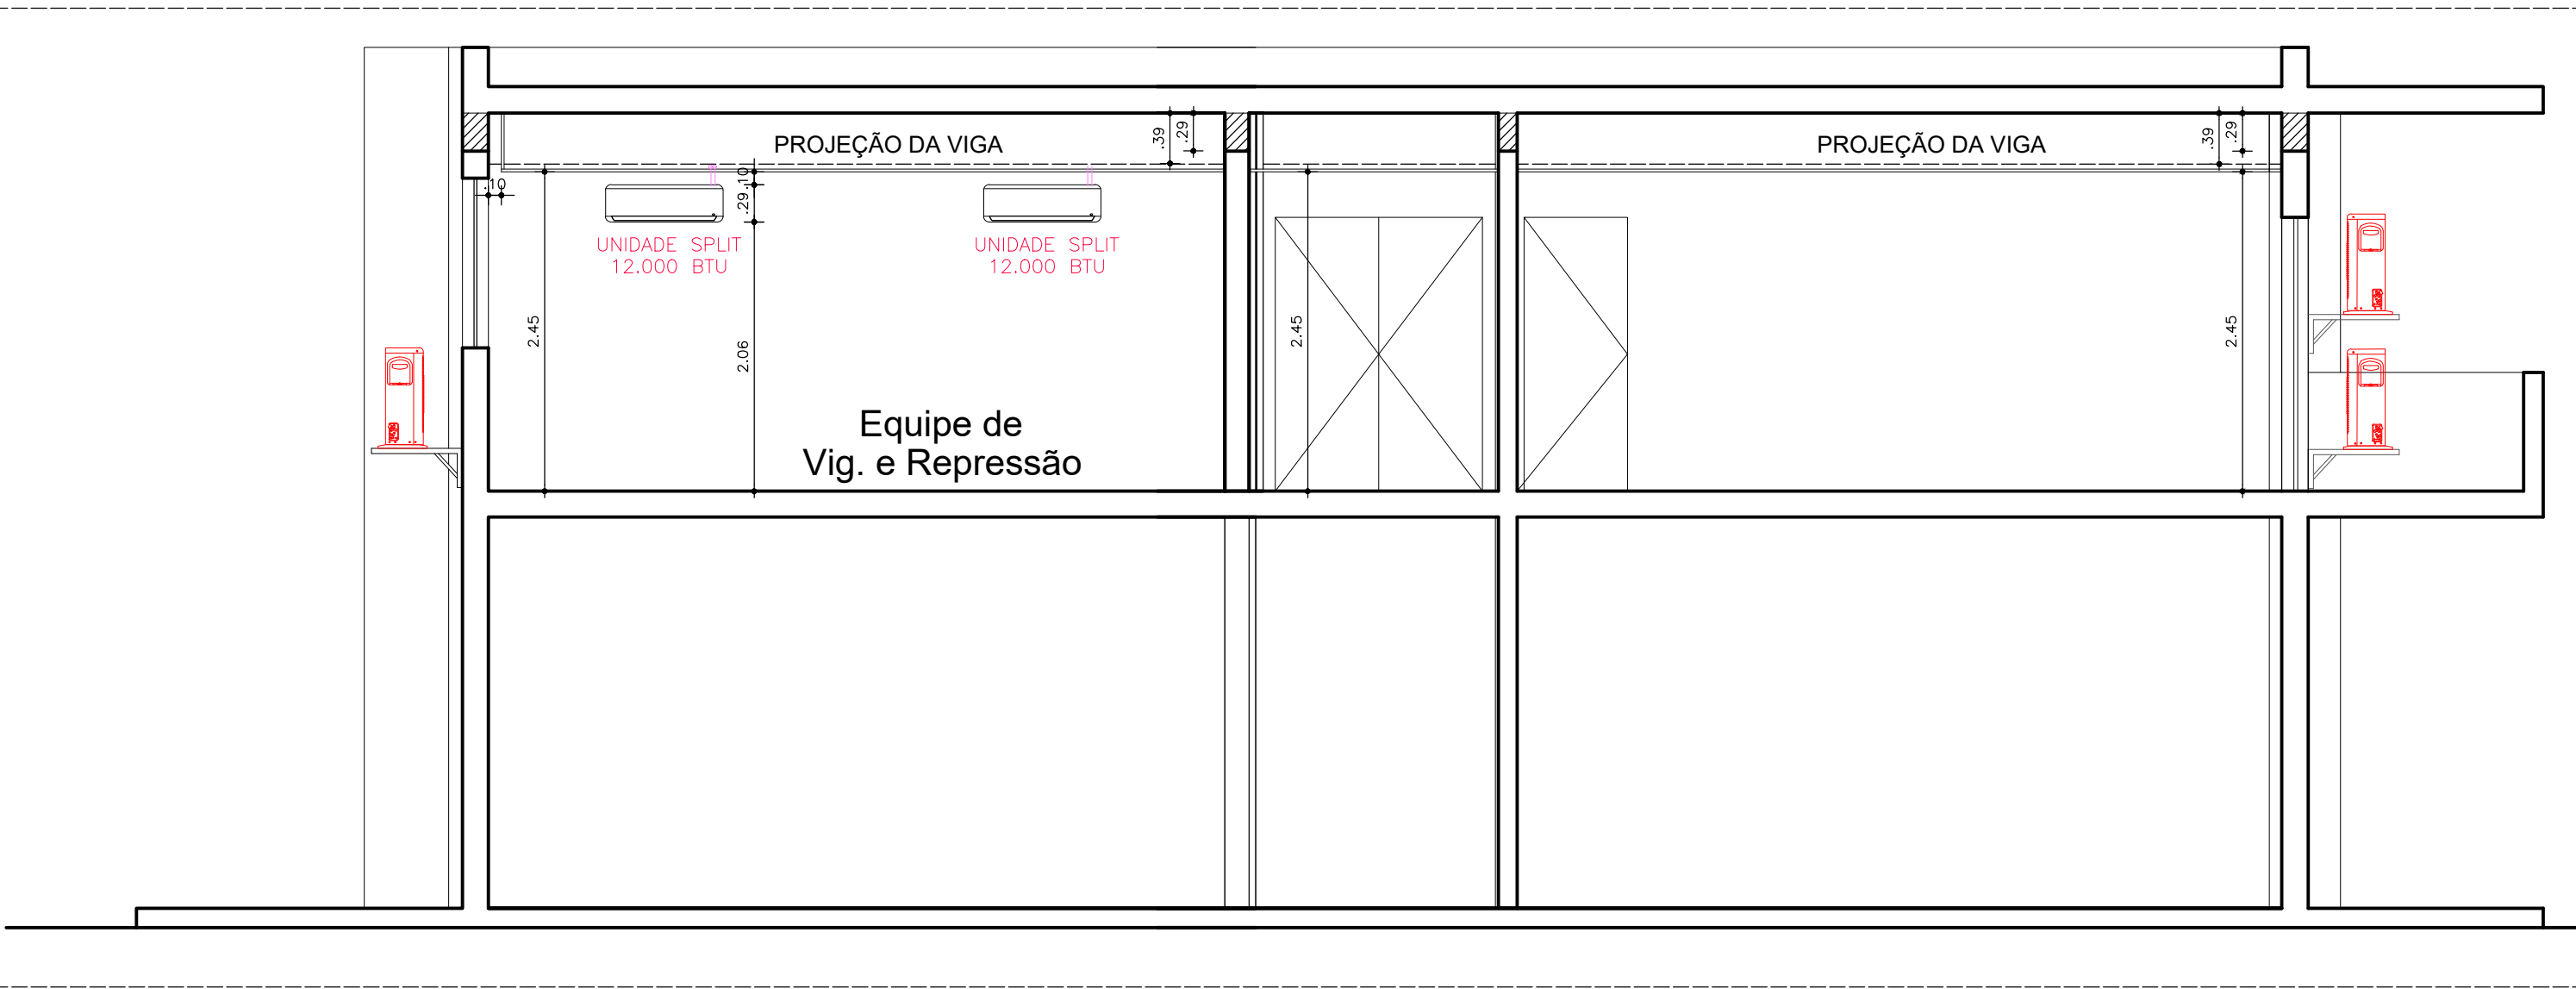 PROJEÇÃO DA VIGA
.39
.29
PROJEÇÃO DA VIGA
.39
.29
.10
.10
.29
UNIDADE SPLIT
12.000 BTU
UNIDADE SPLIT
12.000 BTU
2.45
2.06
2.45
2.45
Equipe de
Vig. e Repressão